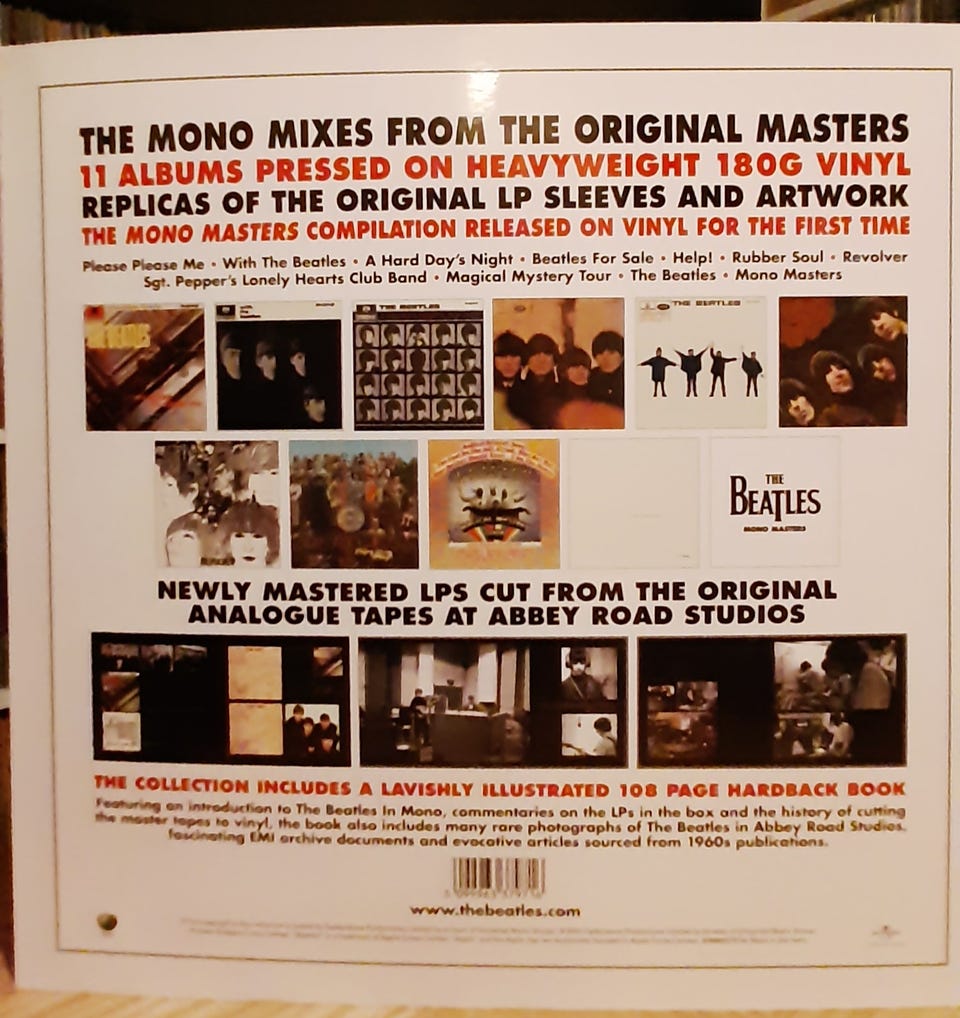 THE MONO MIXES FROM THE ORIGINAL MASTERS
11 ALBUMS PRESSED ON HEAVYWEIGHT 180G VINYL
REPLICAS OF THE ORIGINAL LP SLEEVES AND ARTWORK
THE MONO MASTERS COMPILATION RELEASED ON VINYL FOR THE FIRST TIME
Please Please Me • With The Beatles • A Hard Day's Night • Beatles For Sale • Help! • Rubber Soul • Revolver
Sgt. Pepper's Lonely Hearts Club Band • Magical Mystery Tour • The Beatles • Mono Masters
THE BEATLES
THE BEATLES
THE BEATLES
THE
BEATLES
MONO MASTERS
NEWLY MASTERED LPS CUT FROM THE ORIGINAL
ANALOGUE TAPES AT ABBEY ROAD STUDIOS
THE COLLECTION INCLUDES A LAVISHLY ILLUSTRATED 108 PAGE HARDBACK BOOK
Featuring an introduction to The Beatles In Mono, commentaries on the LPs in the box and the history of cutting
the master tapes to vinyl, the book also includes many rare photographs of The Beatles in Abbey Road Studios,
fascinating EMI archive documents and evocative articles sourced from 1960s publications.
www.thebeatles.com